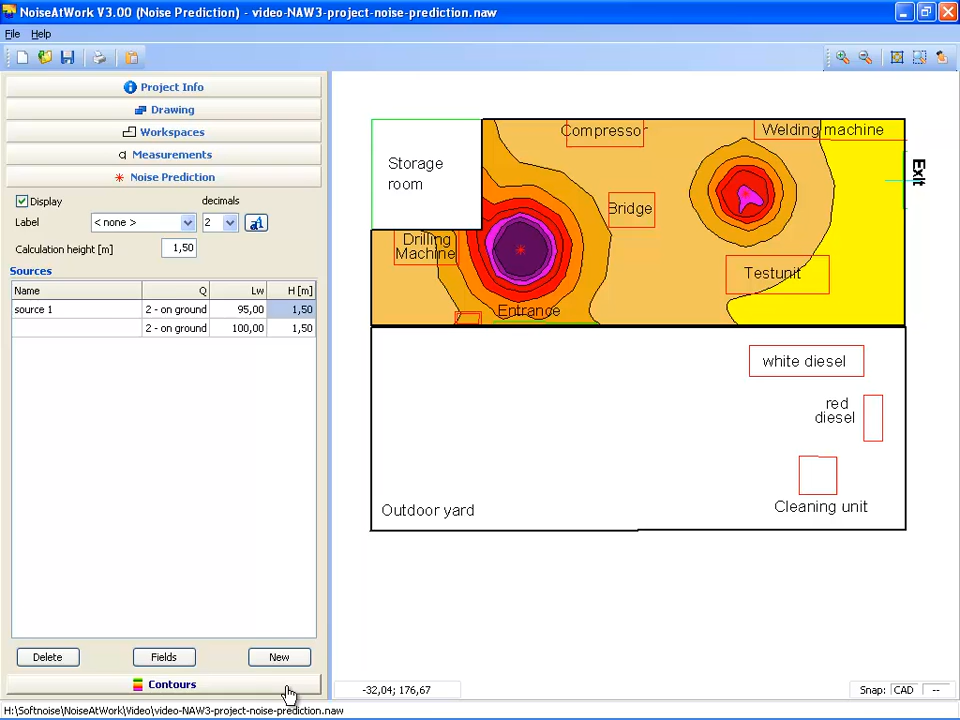 NoiseAtWork V3.00 (Noise Prediction) - video-NAW3-project-noise-prediction.naw
File Help
Project Info
Drawing
Workspaces
Measurements
Noise Prediction
Display decimals
Label < none > 2 aA
Calculation height [m] 1,50
Sources
Name Q Lw H [m]
source 1 2 - on ground 95,00 1,50
2 - on ground 100,00 1,50
Delete Fields New
Contours
H:\Softnoise\NoiseAtWork\Video\video-NAW3-project-noise-prediction.naw
Storage
room
Compressor
Welding machine
Exit
Bridge
Drilling
Machine
Testunit
Entrance
white diesel
red
diesel
Cleaning unit
Outdoor yard
-32,04; 176,67
Snap: CAD --